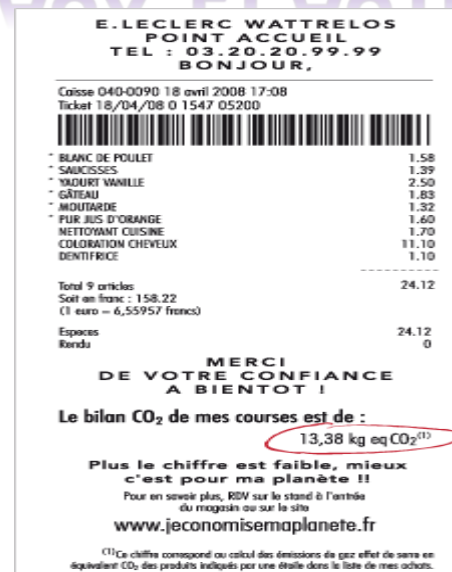 E.LECLERC WATTRELOS
POINT ACCUEIL
TEL : 03.20.20.99.99
BONJOUR,
Caisse 040-0090 18 avril 2008 17:08
Ticket 18/04/08 0 1547 05200
* BLANC DE POULET 1.58
* SAUCISSES 1.39
* YAOURT VANILLE 2.50
* GÂTEAU 1.83
* MOUTARDE 1.32
* PUR JUS D'ORANGE 1.60
NETTOYANT CUISINE 1.70
COLORATION CHEVEUX 11.10
DENTIFRICE 1.10
Total 9 articles 24.12
Soit en franc : 158.22
(1 euro = 6,55957 francs)
Especes 24.12
Rendu 0
MERCI
DE VOTRE CONFIANCE
A BIENTOT !
Le bilan CO₂ de mes courses est de :
13,38 kg eq CO₂⁽¹⁾
Plus le chiffre est faible, mieux
c'est pour ma planète !!
Pour en savoir plus, RDV sur le stand à l'entrée
du magasin ou sur le site
www.jeconomisemaplanete.fr
⁽¹⁾Ce chiffre correspond au calcul des émissions de gaz effet de serre en
équivalent CO₂ des produits indiqués par une étoile dans la liste de mes achats.